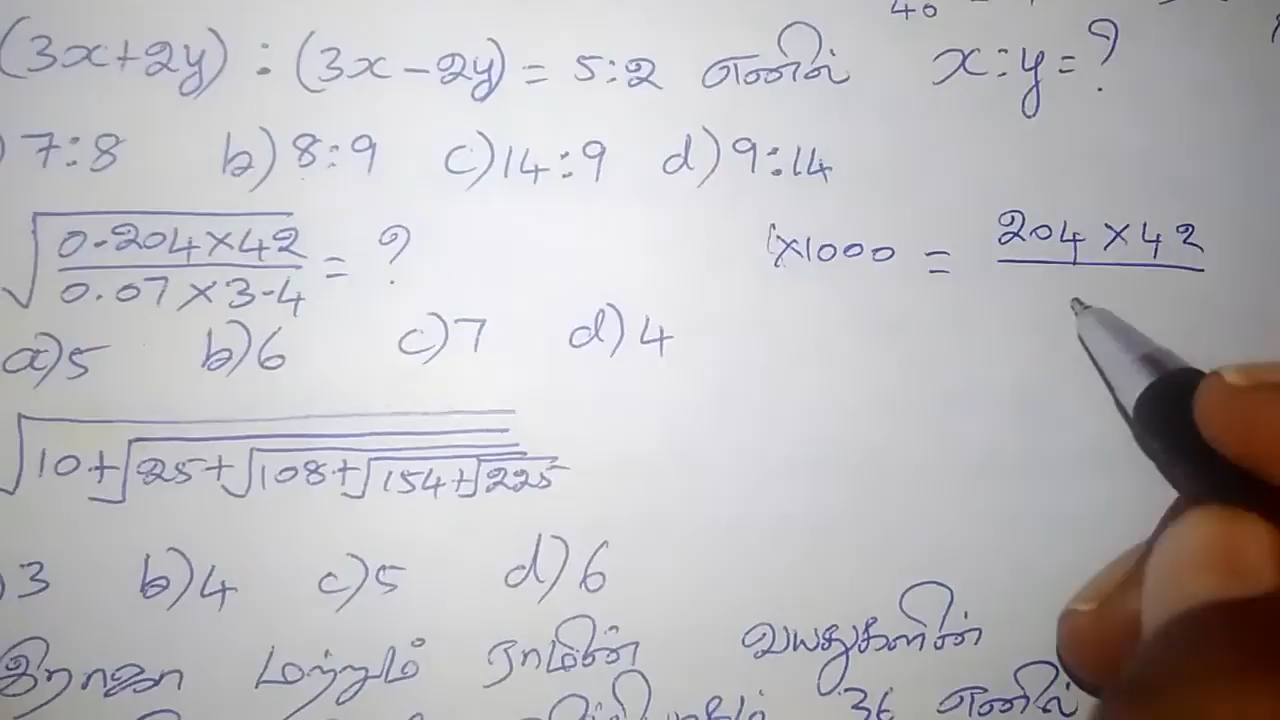 40
(3x+2y) : (3x-2y) = 5:2 எனில் x:y = ?
) 7:8 b) 8:9 c) 14:9 d) 9:14
√(0.204×42 / 0.07×3.4) = ?
×1000 = 204×42
a) 5 b) 6 c) 7 d) 4
√10+√25+√108+√154+√225
) 3 b) 4 c) 5 d) 6
இராஜா மற்றும் ராமின் வயதுகளின்
36 எனில்